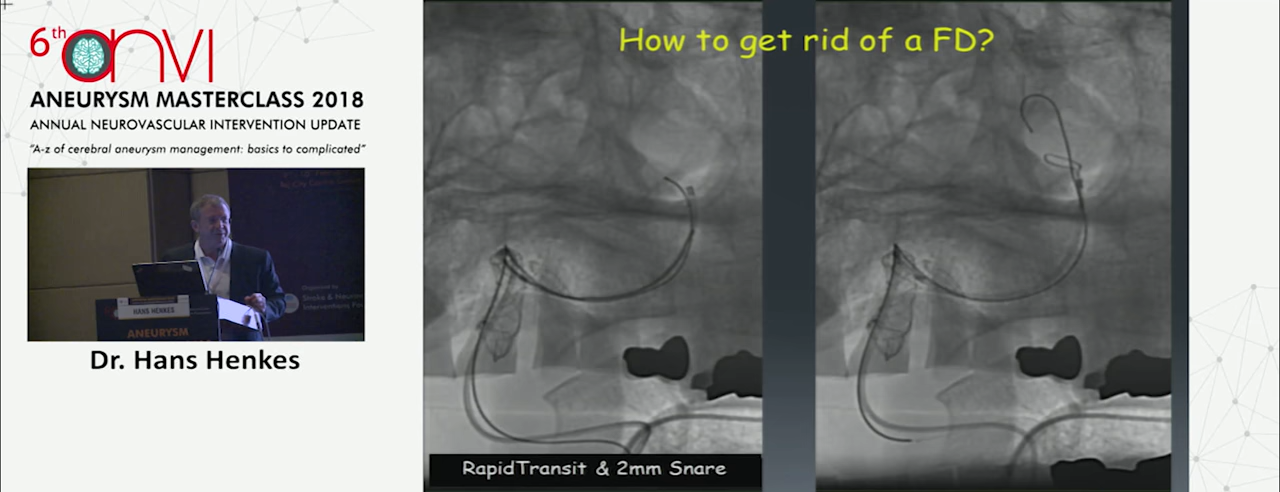 6th anvi
ANEURYSM MASTERCLASS 2018
ANNUAL NEUROVASCULAR INTERVENTION UPDATE
"A-z of cerebral aneurysm management: basics to complicated"
HANS HENKES
ANEURYSM
Dr. Hans Henkes
How to get rid of a FD?
RapidTransit & 2mm Snare